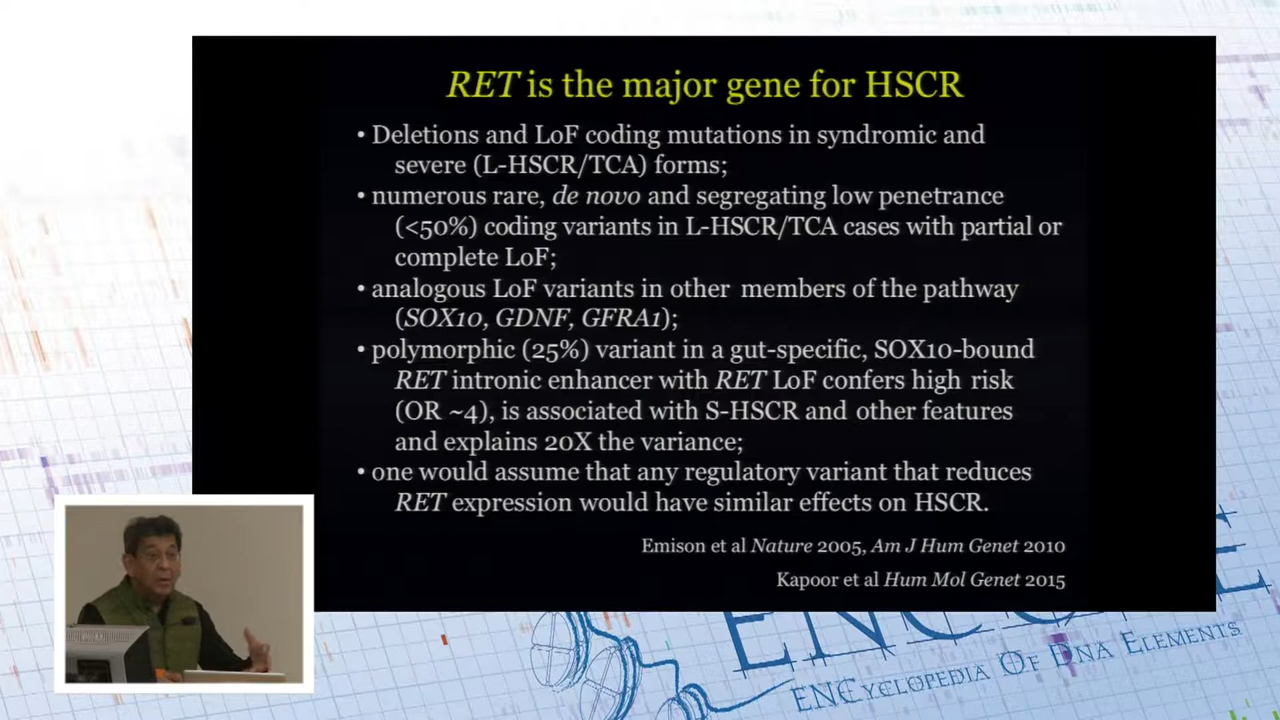 RET is the major gene for HSCR
• Deletions and LoF coding mutations in syndromic and
severe (L-HSCR/TCA) forms;
• numerous rare, de novo and segregating low penetrance
(<50%) coding variants in L-HSCR/TCA cases with partial or
complete LoF;
• analogous LoF variants in other members of the pathway
(SOX10, GDNF, GFRA1);
• polymorphic (25%) variant in a gut-specific, SOX10-bound
RET intronic enhancer with RET LoF confers high risk
(OR ~4), is associated with S-HSCR and other features
and explains 20X the variance;
• one would assume that any regulatory variant that reduces
RET expression would have similar effects on HSCR.
Emison et al Nature 2005, Am J Hum Genet 2010
Kapoor et al Hum Mol Genet 2015
ENCYCLOPEDIA OF DNA ELEMENTS